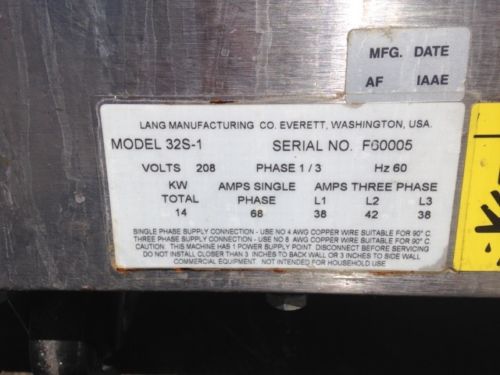 MFG. DATE
AF IAAE
LANG MANUFACTURING CO. EVERETT, WASHINGTON, USA.
MODEL 32S-1 SERIAL NO. F60005
VOLTS 208 PHASE 1 / 3 Hz 60
KW AMPS SINGLE AMPS THREE PHASE
TOTAL PHASE L1 L2 L3
14 68 38 42 38
SINGLE PHASE SUPPLY CONNECTION - USE NO 4 AWG COPPER WIRE SUITABLE FOR 90° C.
THREE PHASE SUPPLY CONNECTION - USE NO 8 AWG COPPER WIRE SUITABLE FOR 90° C.
CAUTION: THIS MACHINE HAS 1 POWER SUPPLY POINT DISCONNECT BEFORE SERVICING
DO NOT INSTALL CLOSER THAN 3 INCHES TO BACK WALL OR 3 INCHES TO SIDE WALL
COMMERCIAL EQUIPMENT NOT INTENDED FOR HOUSEHOLD USE